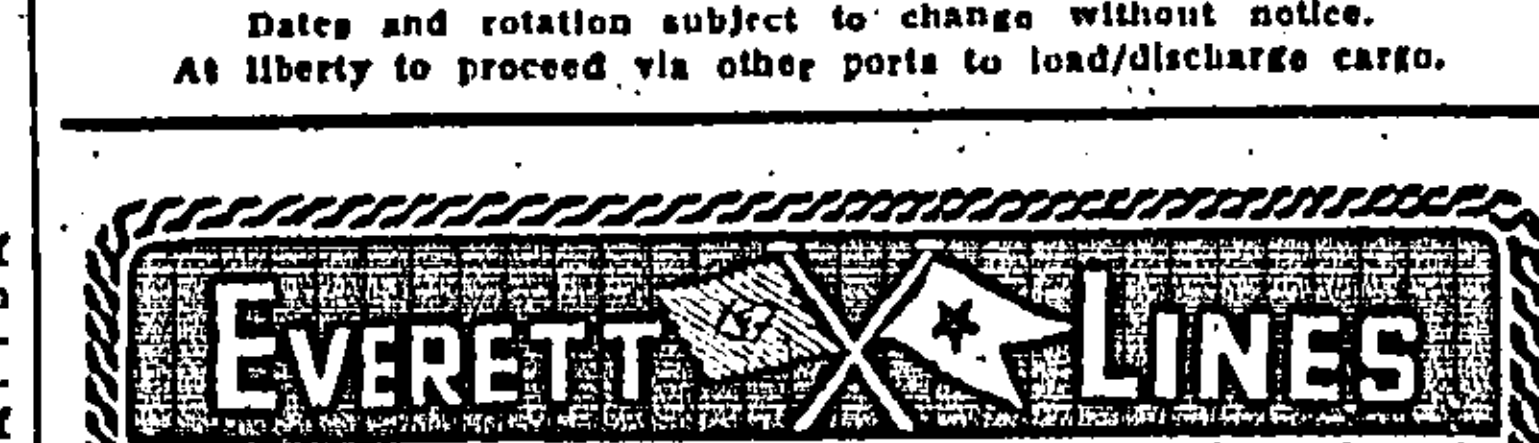 Dates and rotation subject to change without notice.
At liberty to proceed via other ports to load/discharge cargo.
EVERETT LINES